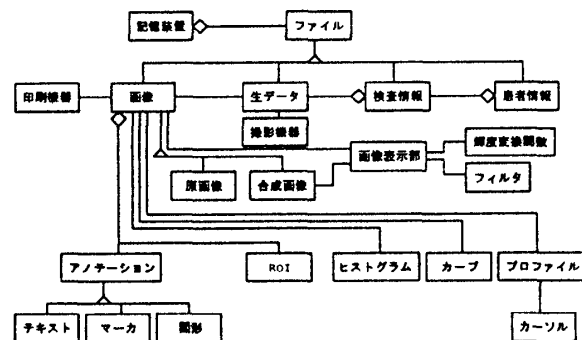 記憶装置
ファイル
印刷機器
画像
生データ
検査情報
患者情報
撮影機器
画像表示部
輝度変換関数
フィルタ
原画像
合成画像
アノテーション
ROI
ヒストグラム
カーブ
プロファイル
テキスト
マーカ
図形
カーソル